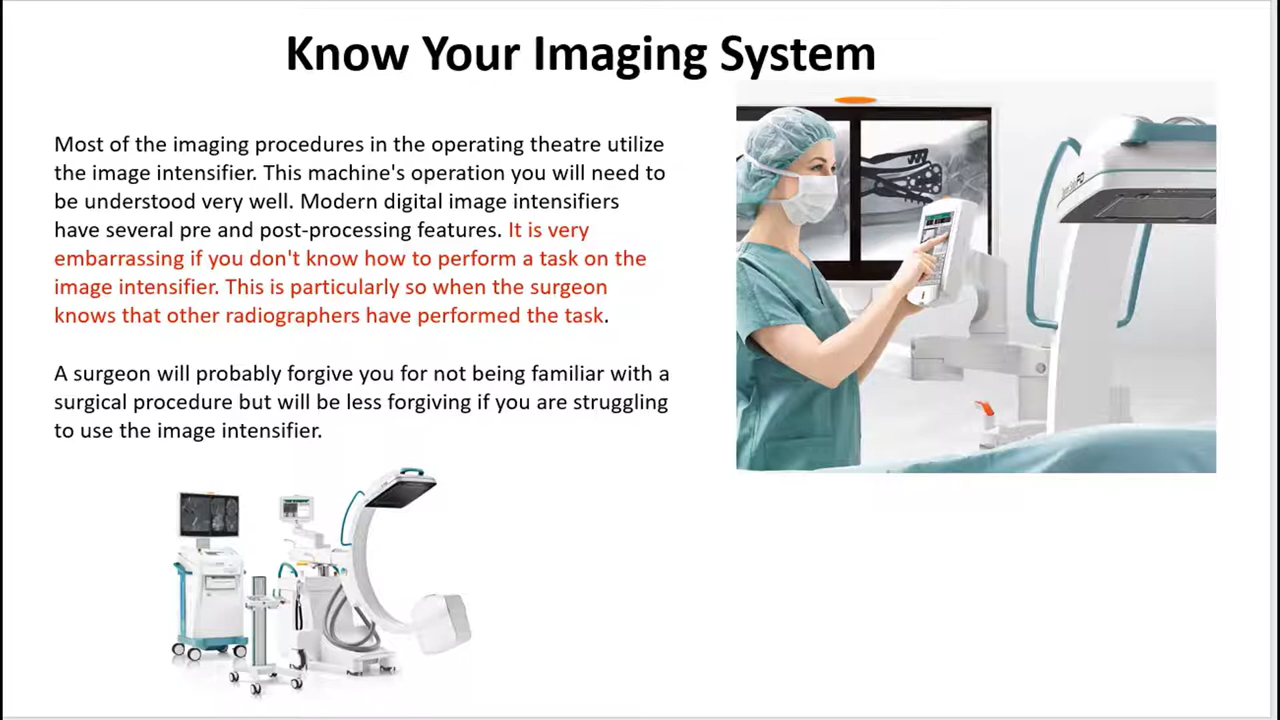 Know Your Imaging System
Most of the imaging procedures in the operating theatre utilize
the image intensifier. This machine's operation you will need to
be understood very well. Modern digital image intensifiers
have several pre and post-processing features. It is very
embarrassing if you don't know how to perform a task on the
image intensifier. This is particularly so when the surgeon
knows that other radiographers have performed the task.
A surgeon will probably forgive you for not being familiar with a
surgical procedure but will be less forgiving if you are struggling
to use the image intensifier.